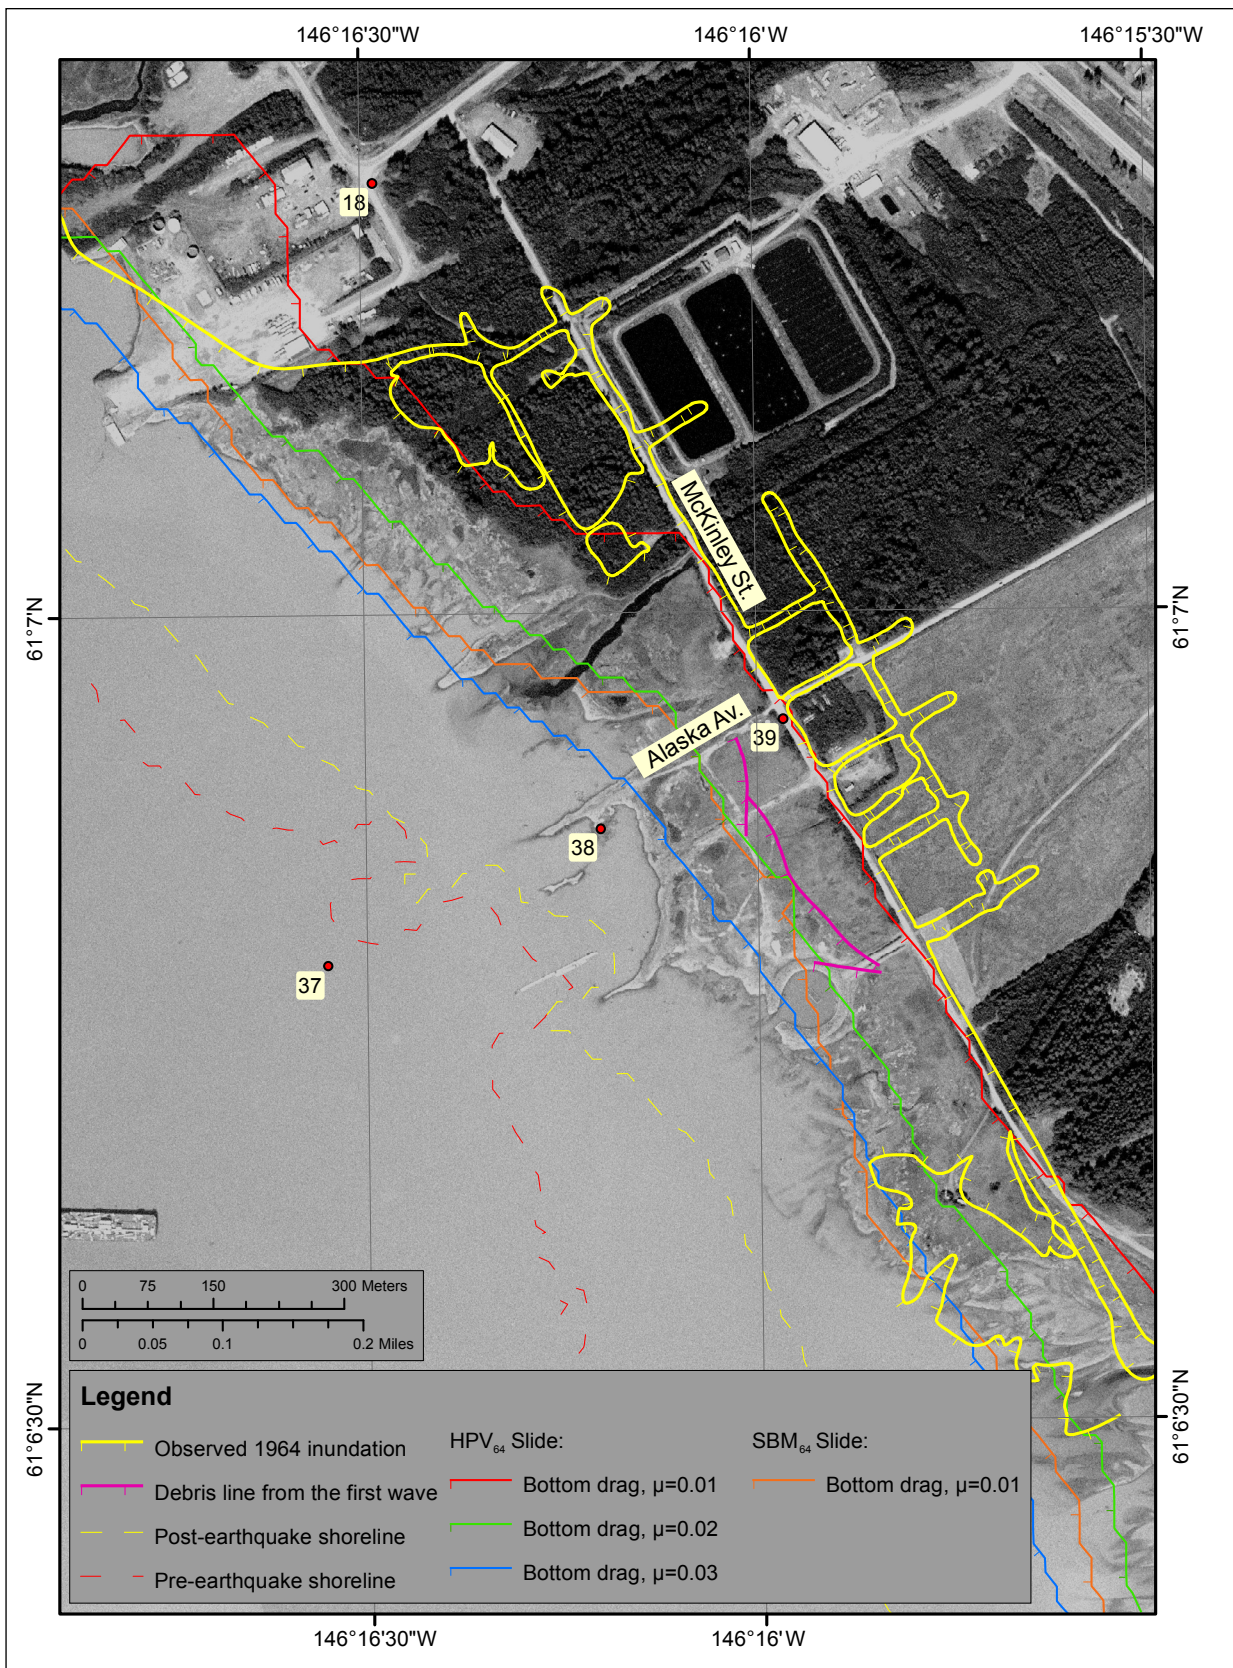 146°16'30"W
146°16'W
146°15'30"W
18
McKinley St.
61°7'N
61°7'N
Alaska Av.
39
38
37
0 75 150 300 Meters
0 0.05 0.1 0.2 Miles
Legend
Observed 1964 inundation
Debris line from the first wave
Post-earthquake shoreline
Pre-earthquake shoreline
HPV64 Slide:
Bottom drag, μ=0.01
Bottom drag, μ=0.02
Bottom drag, μ=0.03
SBM64 Slide:
Bottom drag, μ=0.01
61°6'30"N
61°6'30"N
146°16'30"W
146°16'W